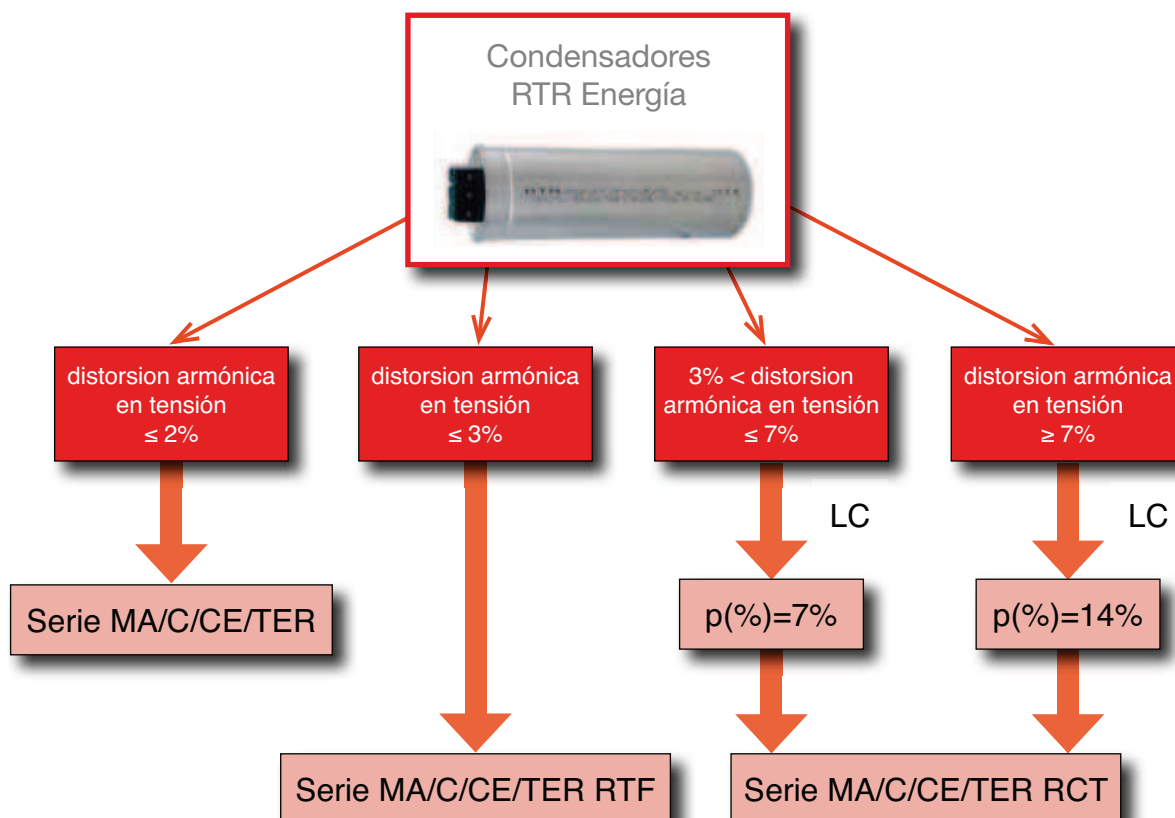 Condensadores
RTR Energía
distorsion armónica
en tensión
≤ 2%
distorsion armónica
en tensión
≤ 3%
3% < distorsion
armónica en tensión
≤ 7%
distorsion armónica
en tensión
≥ 7%
LC
LC
Serie MA/C/CE/TER
p(%)=7%
p(%)=14%
Serie MA/C/CE/TER RTF
Serie MA/C/CE/TER RCT